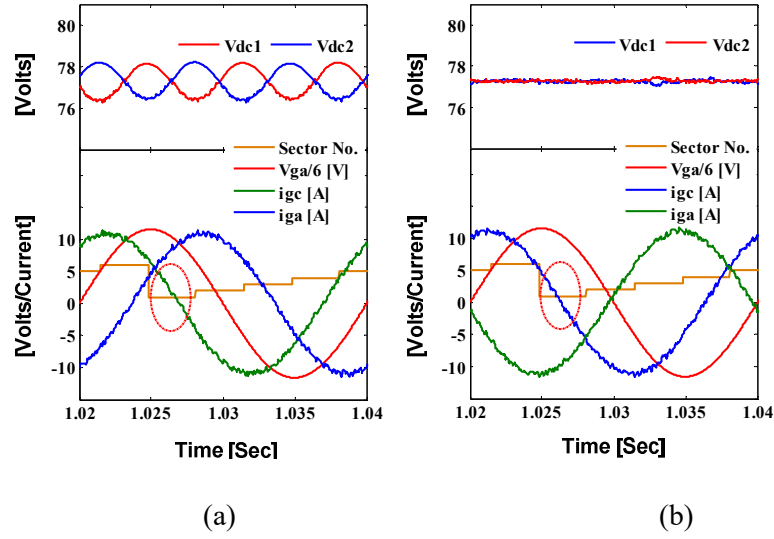 80
78
76
[Volts]
Vdc1 Vdc2
Sector No.
Vga/6 [V]
igc [A]
iga [A]
10
5
0
-5
-10
[Volts/Current]
1.02 1.025 1.03 1.035 1.04
Time [Sec]
(a)
80
78
76
[Volts]
Vdc1 Vdc2
Sector No.
Vga/6 [V]
igc [A]
iga [A]
10
5
0
-5
-10
[Volts/Current]
1.02 1.025 1.03 1.035 1.04
Time [Sec]
(b)